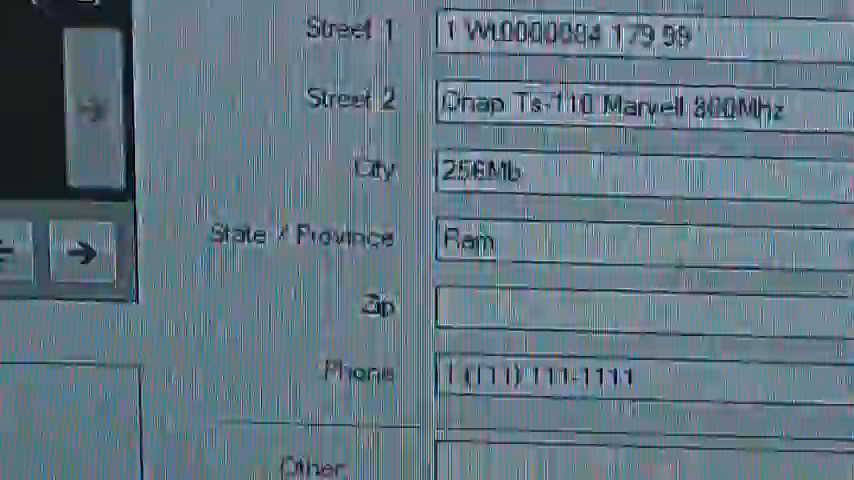 Street 1 1 WL0000084 179 99
Street 2 Qnap Ts-110 Marvell 800Mhz
City 256Mb
State / Province Ram
Zip
Phone 1 (111) 111-1111
Other